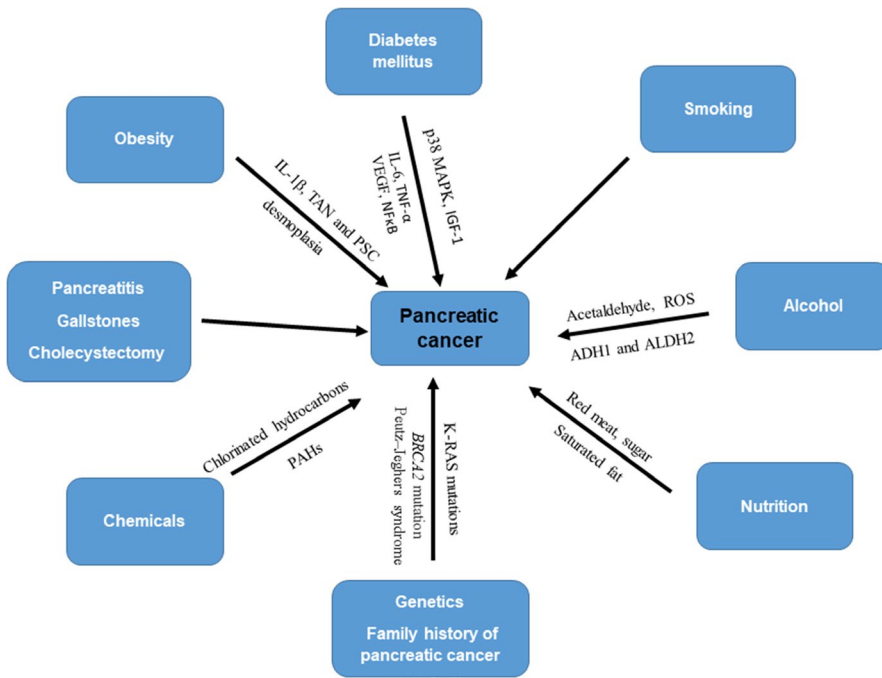 Diabetes
mellitus
Smoking
Obesity
IL-1β, TAN and PSC
desmoplasia
p38 MAPK, IGF-1
IL-6, TNF-α
VEGF, NFκB
Pancreatitis
Gallstones
Cholecystectomy
Pancreatic
cancer
Acetaldehyde, ROS
ADH1 and ALDH2
Alcohol
Chlorinated hydrocarbons
PAHs
Chemicals
K-RAS mutations
BRCA2 mutation
Peutz–Jeghers syndrome
Red meat, sugar
Saturated fat
Nutrition
Genetics
Family history of
pancreatic cancer